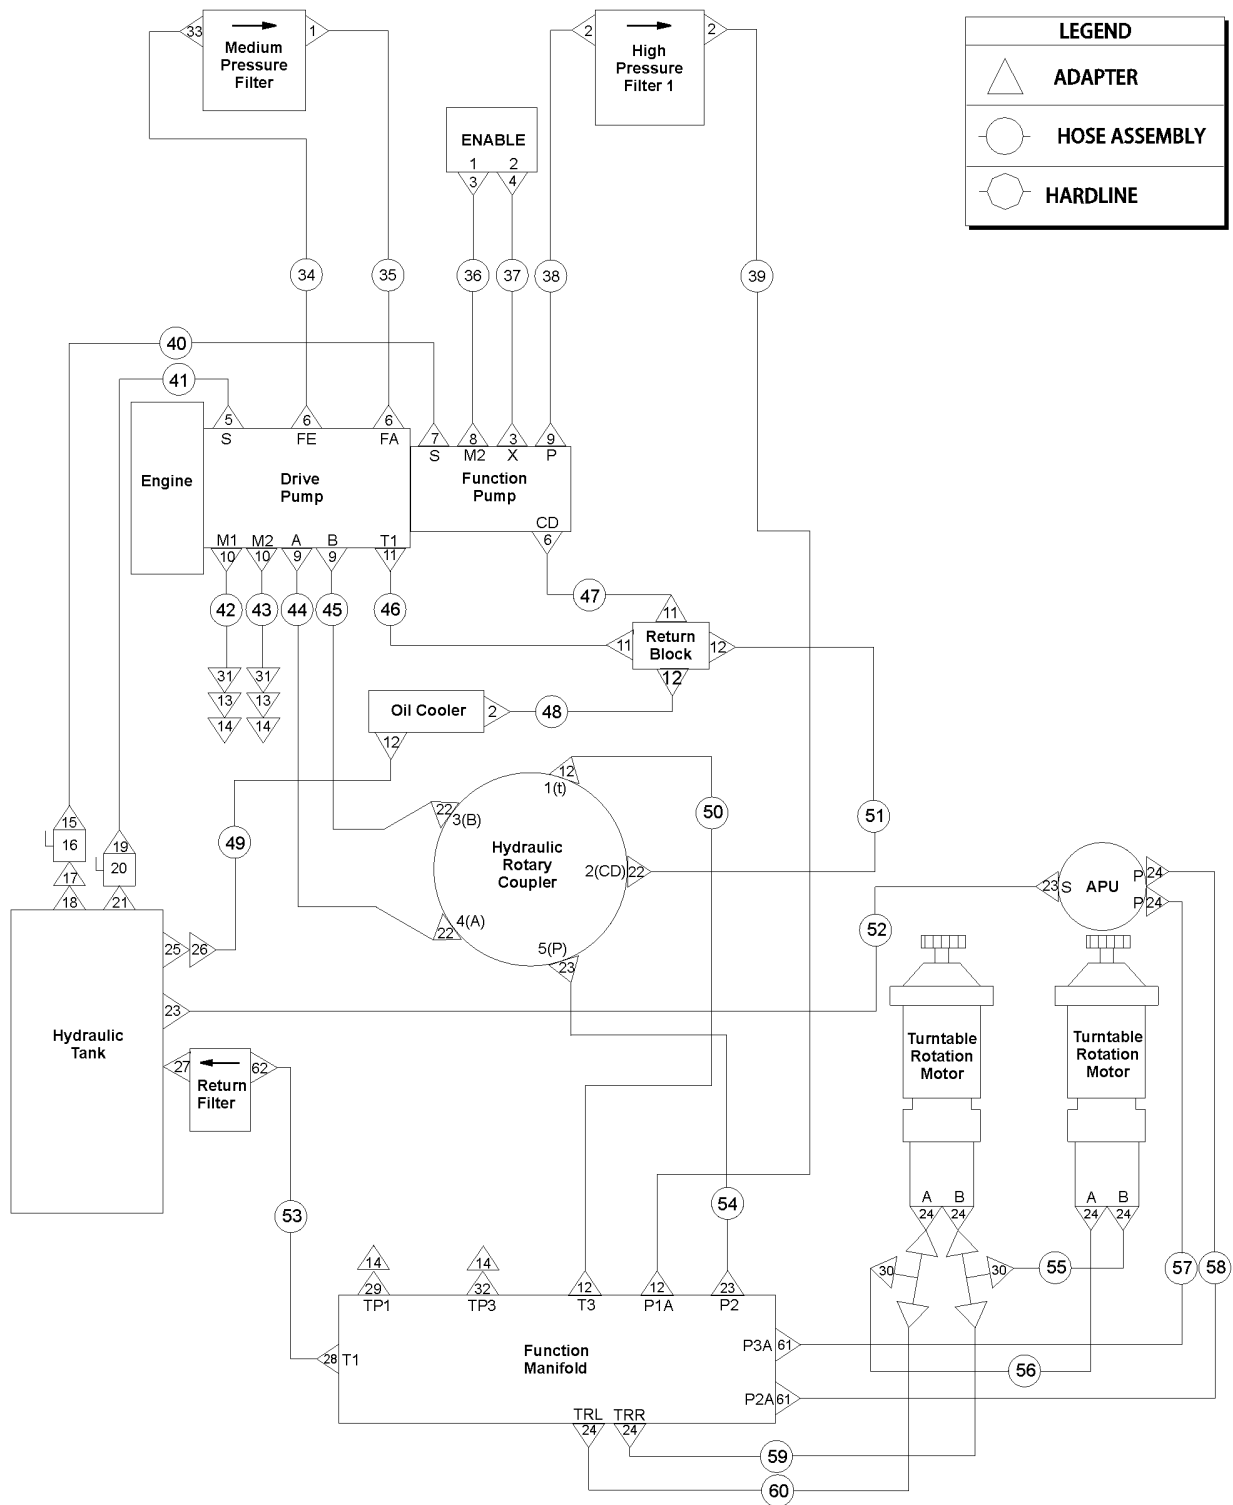 33
1
Medium
Pressure
Filter
2
2
High
Pressure
Filter 1
LEGEND
ADAPTER
HOSE ASSEMBLY
HARDLINE
ENABLE
1 2
3 4
34
35
36
37
38
39
40
41
5
6
6
7
8
3
9
S
FE
FA
S
M2
X
P
Engine
Drive
Pump
Function
Pump
CD
6
M1
M2
A
B
T1
10
10
9
9
11
42
43
44
45
46
47
11
11
Return
Block
12
12
31
31
13
13
14
14
Oil Cooler
2
48
12
12
1(t)
50
51
22
3(B)
49
Hydraulic
Rotary
Coupler
2(CD)
22
4(A)
22
5(P)
23
15
16
17
18
19
20
21
23
S
APU
P
24
P
24
52
25
26
23
Hydraulic
Tank
27
62
Return
Filter
Turntable
Rotation
Motor
Turntable
Rotation
Motor
A
B
24
24
A
B
24
24
53
54
30
30
55
57
58
14
14
29
32
12
12
23
TP1
TP3
T3
P1A
P2
28
T1
Function
Manifold
P3A
61
56
P2A
61
TRL
TRR
24
24
59
60